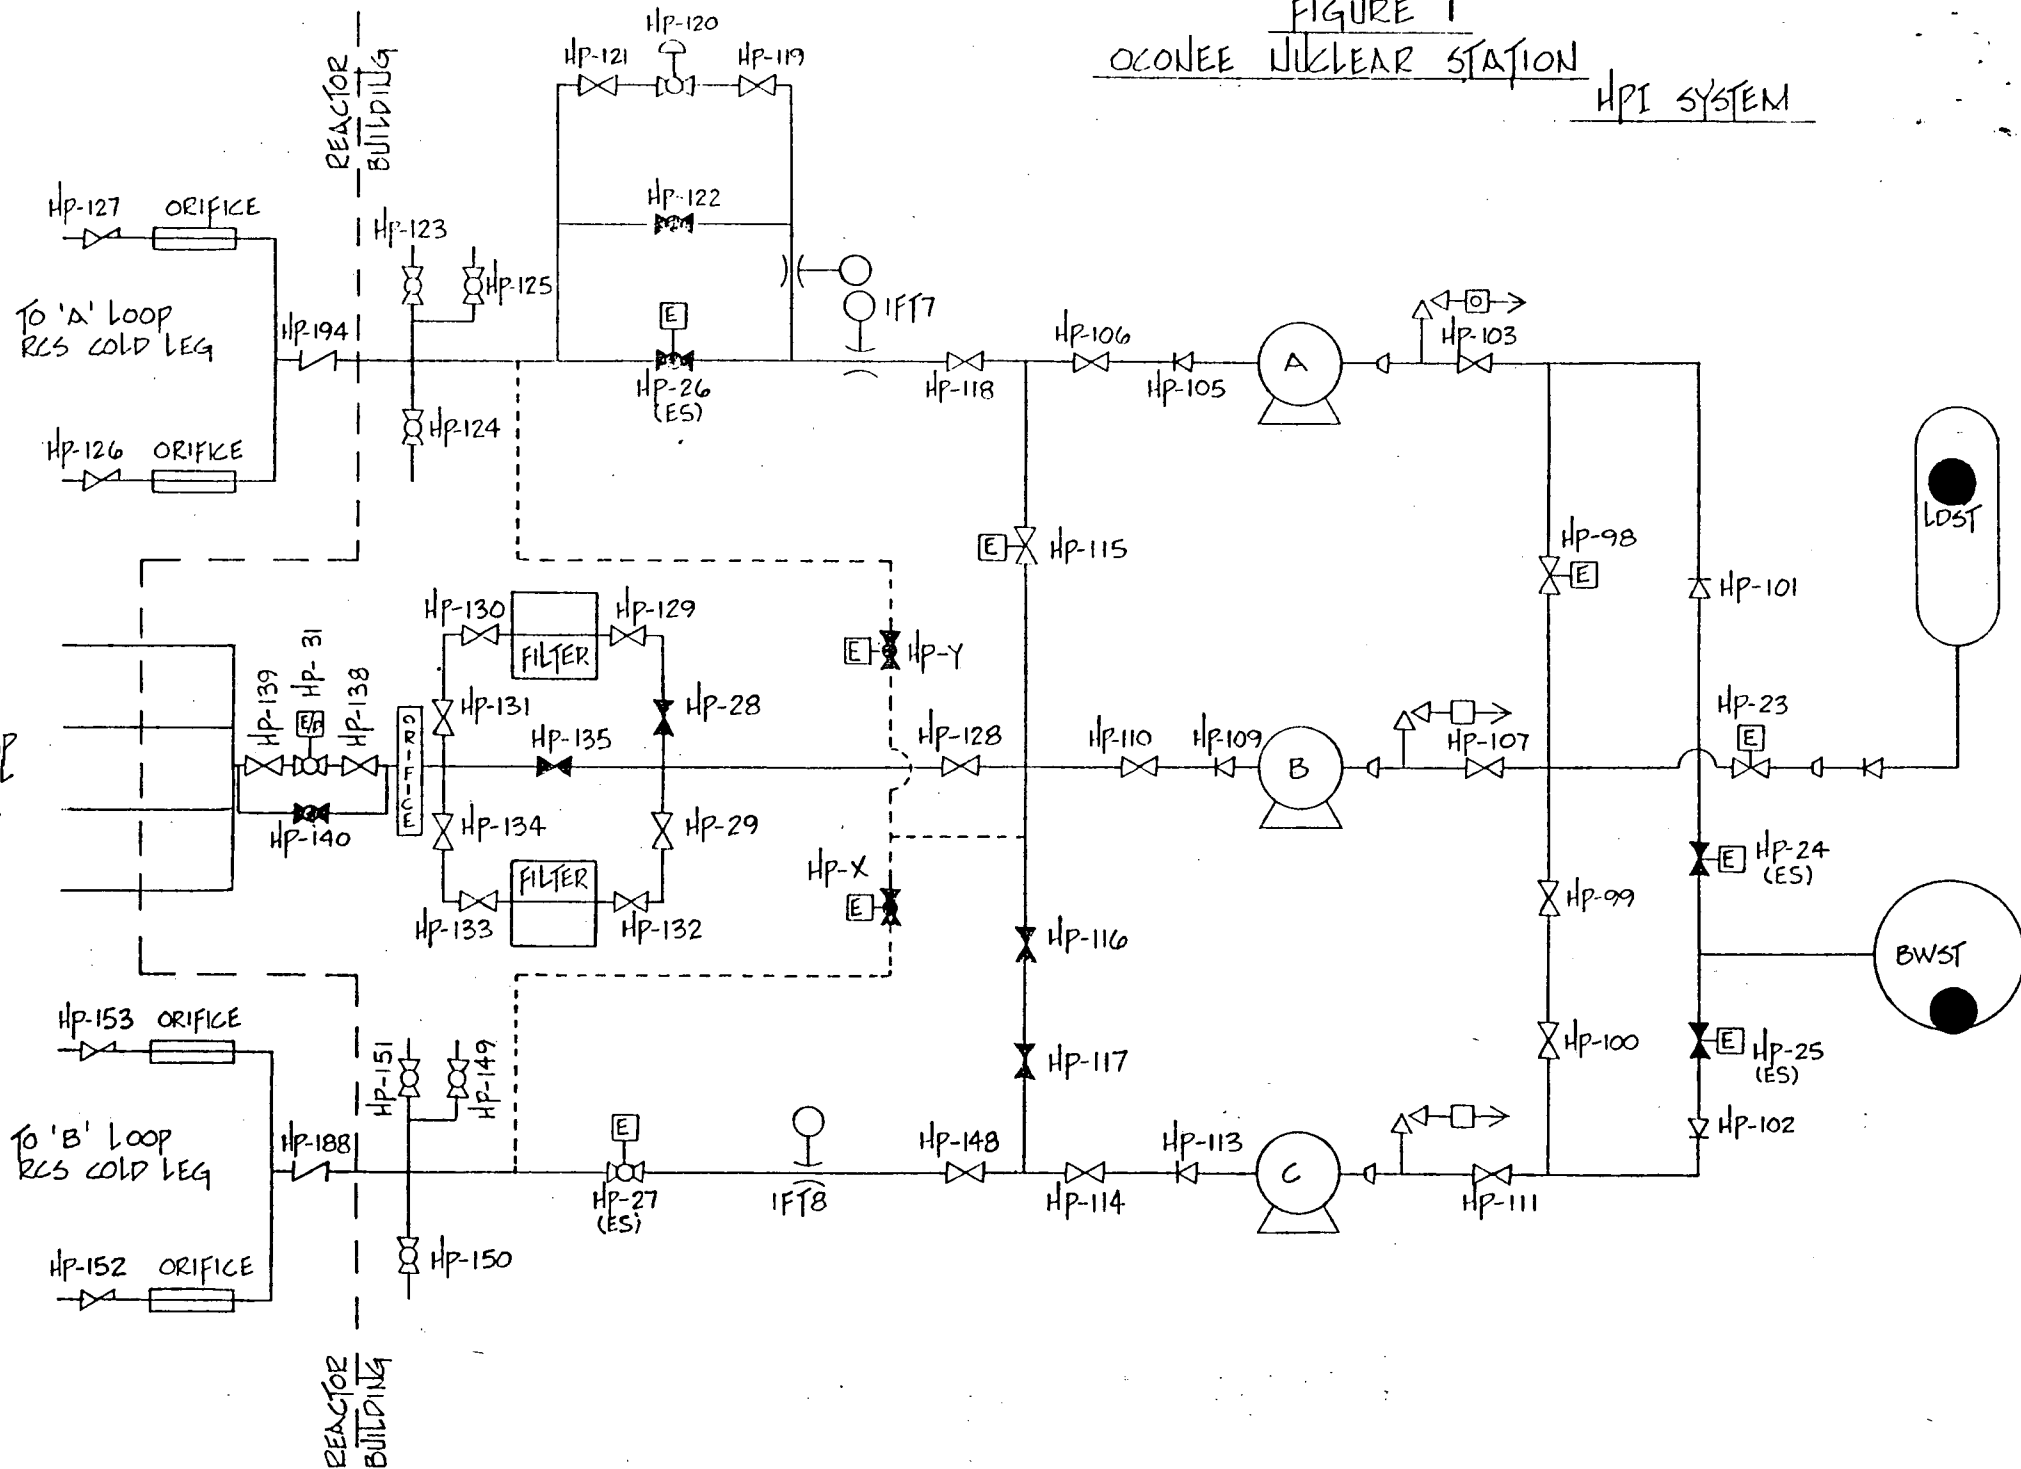 FIGURE 1
OCONEE NUCLEAR STATION
HPI SYSTEM
REACTOR
BUILDING
HP-120
HP-121
HP-119
HP-122
HP-127
ORIFICE
HP-123
HP-125
E
1FT7
TO 'A' LOOP
RCS COLD LEG
HP-194
HP-26
(ES)
HP-118
HP-106
HP-105
A
HP-103
HP-126
ORIFICE
HP-124
LDST
E
HP-115
HP-98
E
HP-101
HP-130
HP-129
FILTER
E
HP-Y
HP-139
HP-31
E/P
HP-138
ORIFICE
HP-131
HP-28
HP-135
HP-128
HP-110
HP-109
B
HP-107
HP-23
E
HP-140
HP-134
HP-29
E
HP-24
(ES)
HP-X
E
FILTER
HP-133
HP-132
HP-99
HP-116
BWST
HP-153
ORIFICE
HP-151
HP-149
HP-117
HP-100
E
HP-25
(ES)
TO 'B' LOOP
RCS COLD LEG
HP-188
E
HP-27
(ES)
1FT8
HP-148
HP-114
HP-113
C
HP-111
HP-102
HP-152
ORIFICE
HP-150
REACTOR
BUILDING